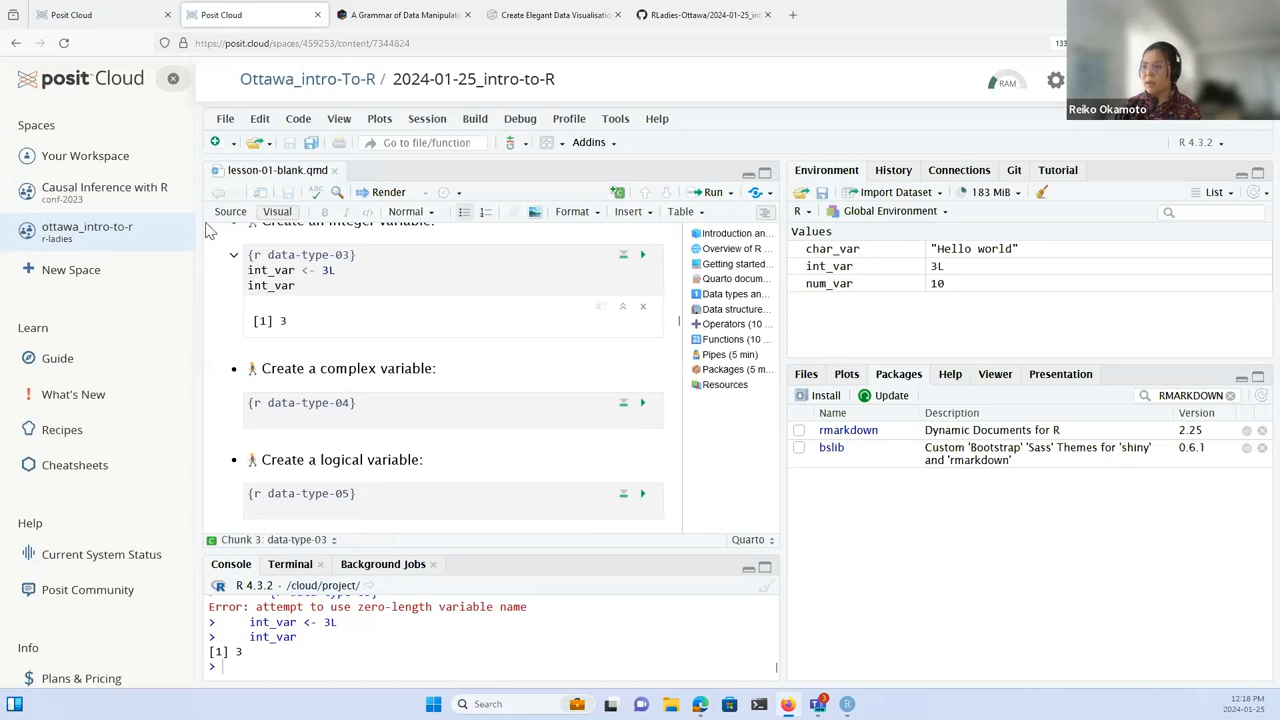 Posit Cloud
Posit Cloud
A Grammar of Data Manipulati
Create Elegant Data Visualisatio
RLadies-Ottawa/2024-01-25_int
https://posit.cloud/spaces/459253/content/7344824
133
Reiko Okamoto
posit Cloud
Ottawa_intro-To-R / 2024-01-25_intro-to-R
RAM
Spaces
Your Workspace
Causal Inference with R
conf-2023
ottawa_intro-to-r
r-ladies
New Space
Learn
Guide
What's New
Recipes
Cheatsheets
Help
Current System Status
Posit Community
Info
Plans & Pricing
File Edit Code View Plots Session Build Debug Profile Tools Help
Go to file/function
Addins
R 4.3.2
lesson-01-blank.qmd
Render
Run
Source Visual
B I </> Normal
Format Insert Table
Create an integer variable:
{r data-type-03}
int_var <- 3L
int_var
[1] 3
Create a complex variable:
{r data-type-04}
Create a logical variable:
{r data-type-05}
Introduction an...
Overview of R ...
Getting started...
Quarto docum...
Data types an...
Data structure...
Operators (10 ...
Functions (10 ...
Pipes (5 min)
Packages (5 m...
Resources
Chunk 3: data-type-03
Quarto
Console Terminal Background Jobs
R 4.3.2 · /cloud/project/
Error: attempt to use zero-length variable name
> int_var <- 3L
> int_var
[1] 3
>
Environment History Connections Git Tutorial
Import Dataset
183 MiB
List
R
Global Environment
Values
char_var "Hello world"
int_var 3L
num_var 10
Files Plots Packages Help Viewer Presentation
Install Update
RMARKDOWN
Name Description Version
rmarkdown Dynamic Documents for R 2.25
bslib Custom 'Bootstrap' 'Sass' Themes for 'shiny' 0.6.1
and 'rmarkdown'
Search
3
12:18 PM
2024-01-25